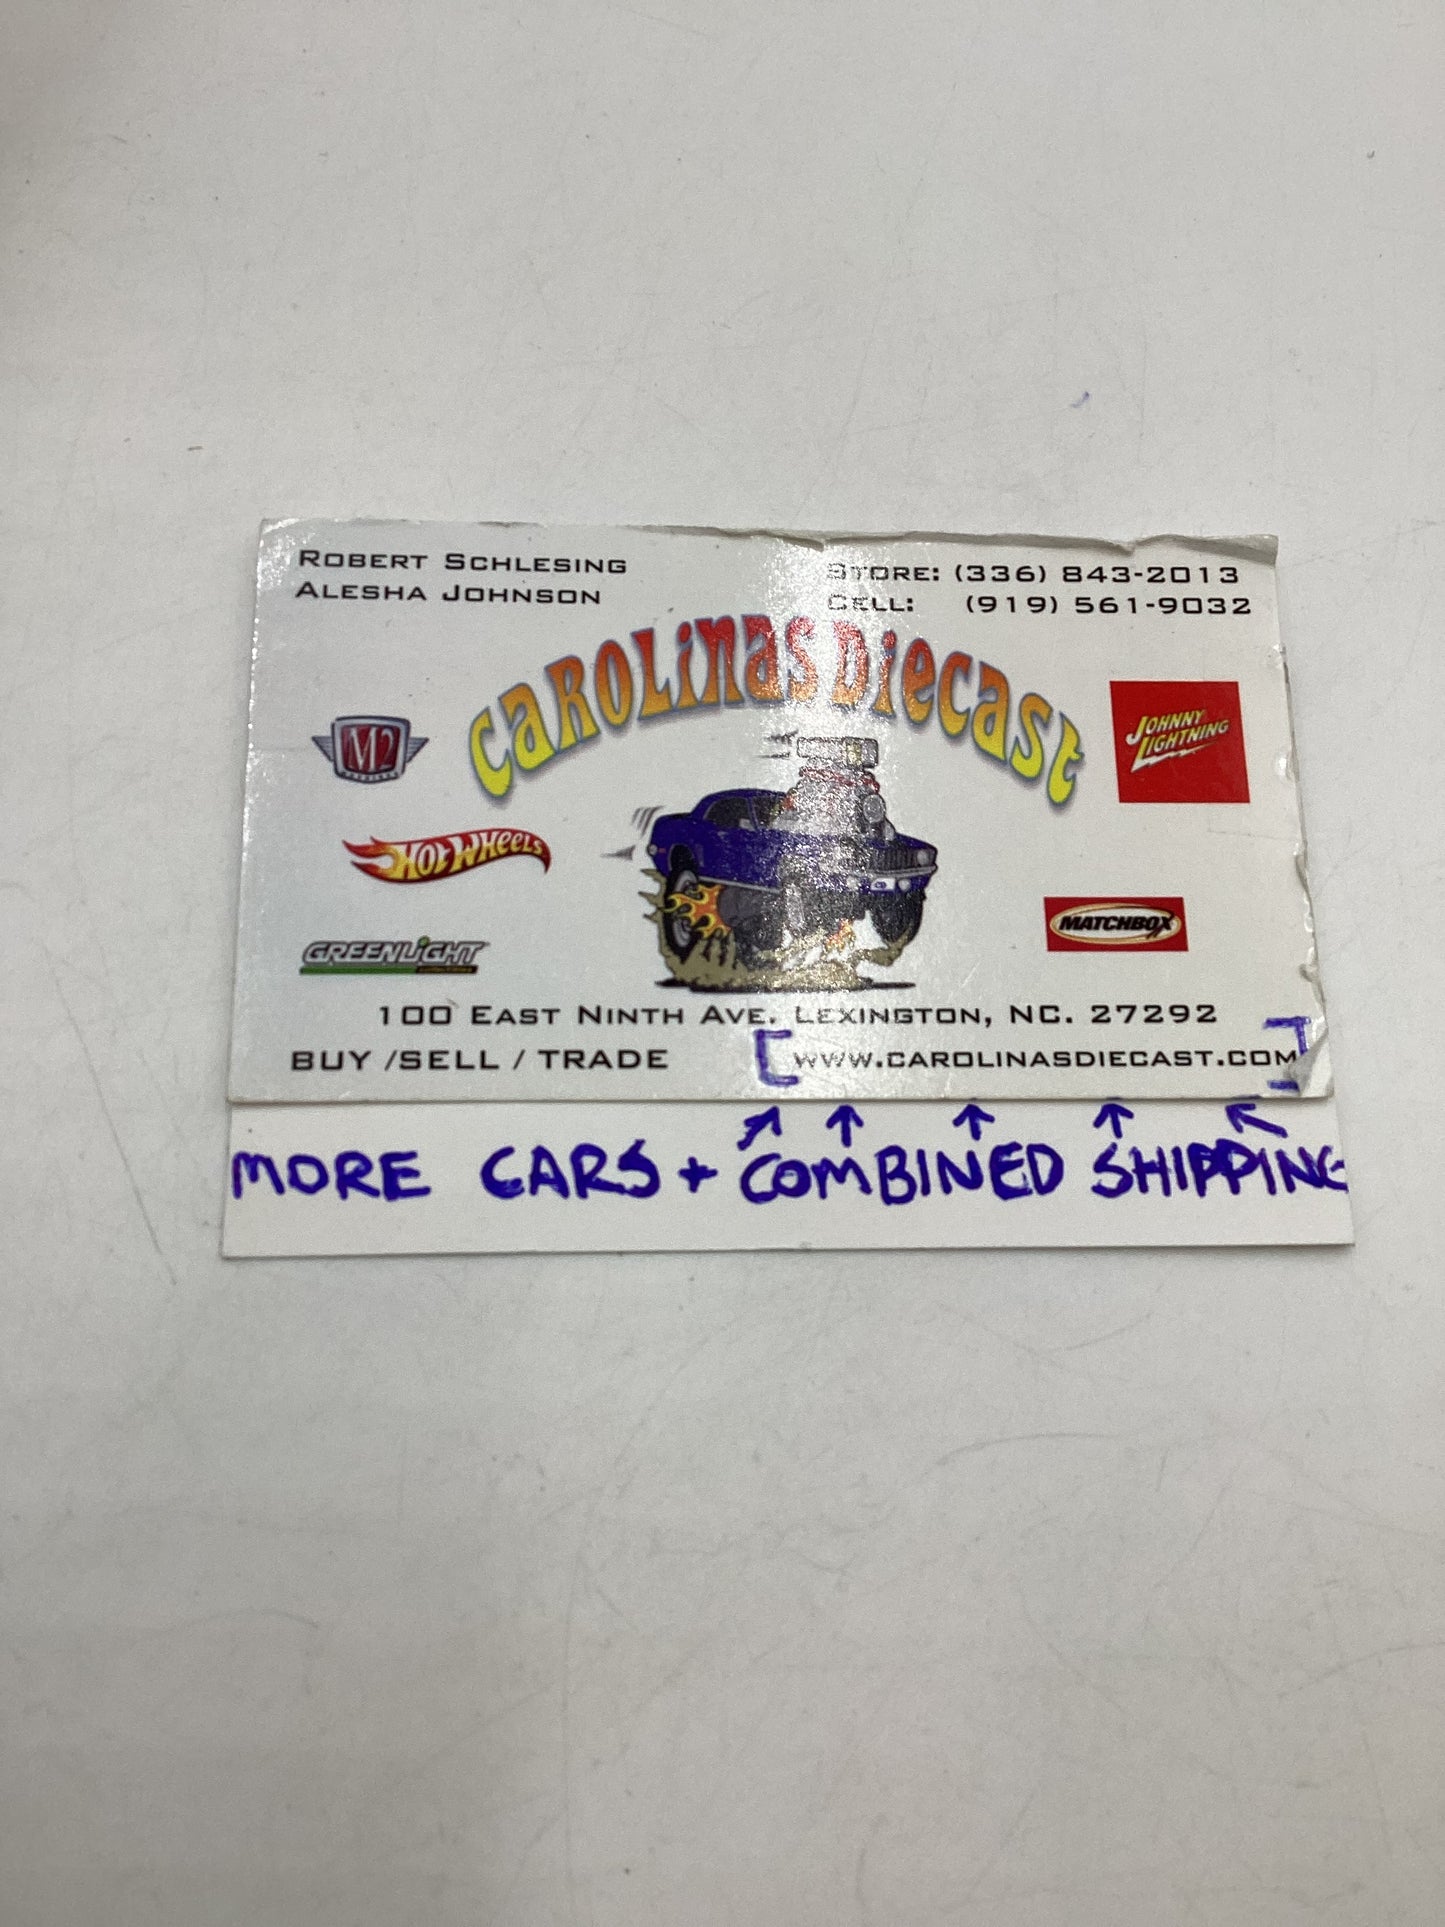 ROBERT SCHLESING
ALESHA JOHNSON
STORE: (336) 843-2013
CELL: (919) 561-9032
CAROLINAS DIECAST
M2
JOHNNY
LIGHTNING
HOT WHEELS
MATCHBOX
GREENLIGHT
100 EAST NINTH AVE. LEXINGTON, NC. 27292
BUY /SELL / TRADE
[WWW.CAROLINASDIECAST.COM]
MORE CARS + COMBINED SHIPPING